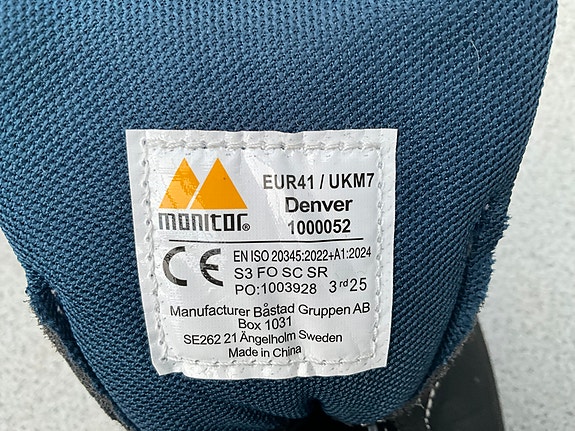 monitor®
EUR41 / UKM7
Denver
1000052
CE
EN ISO 20345:2022+A1:2024
S3 FO SC SR
PO:1003928 3rd25
Manufacturer Båstad Gruppen AB
Box 1031
SE262 21 Ängelholm Sweden
Made in China